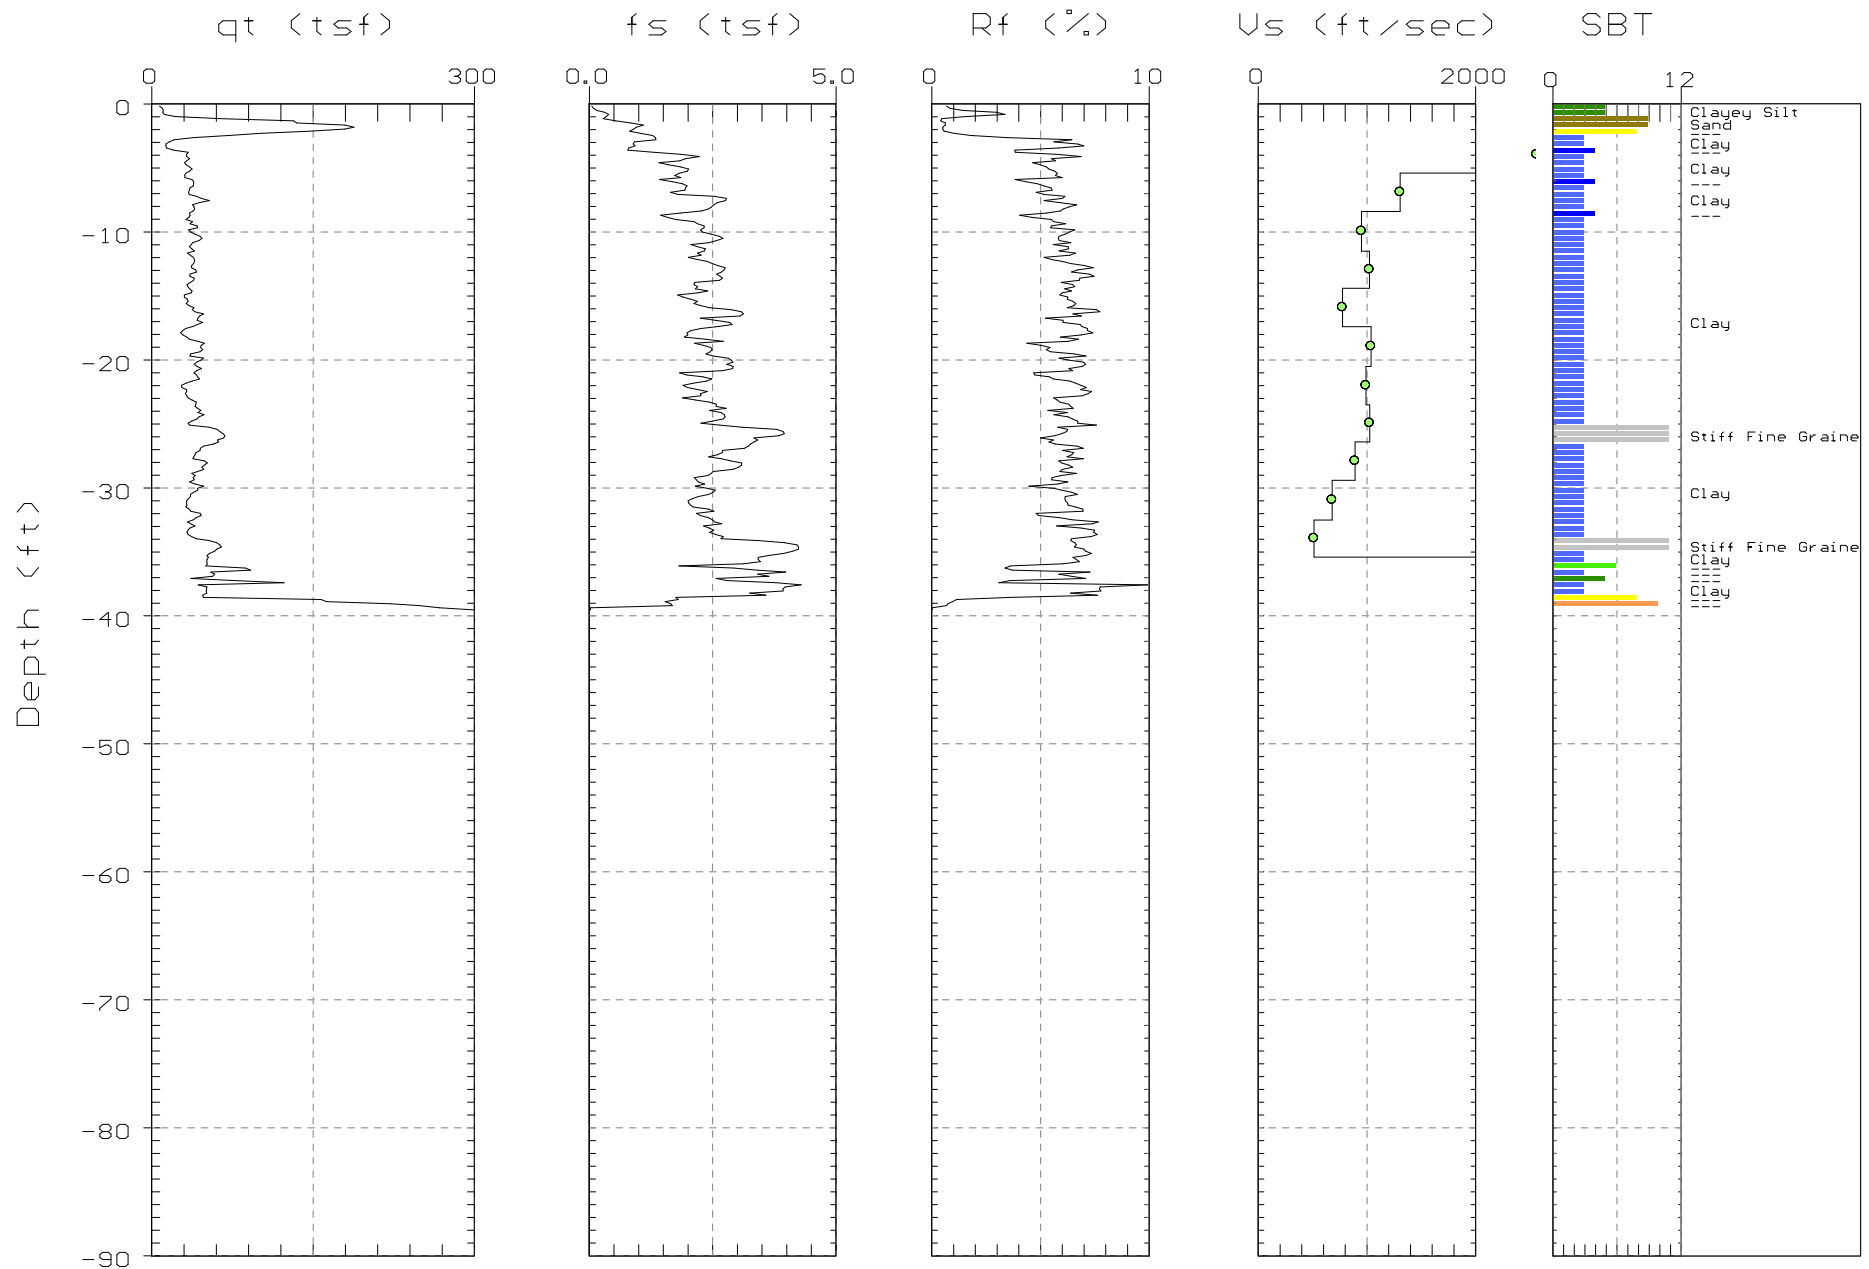 qt (tsf)
fs (tsf)
Rf (%)
Vs (ft/sec)
SBT
0 300
0.0 5.0
0 10
0 2000
0 12
0
-10
-20
-30
-40
-50
-60
-70
-80
-90
Depth (ft)
Clayey Silt
Sand
---
Clay
---
Clay
---
Clay
---
Clay
Stiff Fine Graine
Clay
Stiff Fine Graine
Clay
---
---
---
Clay
---
---